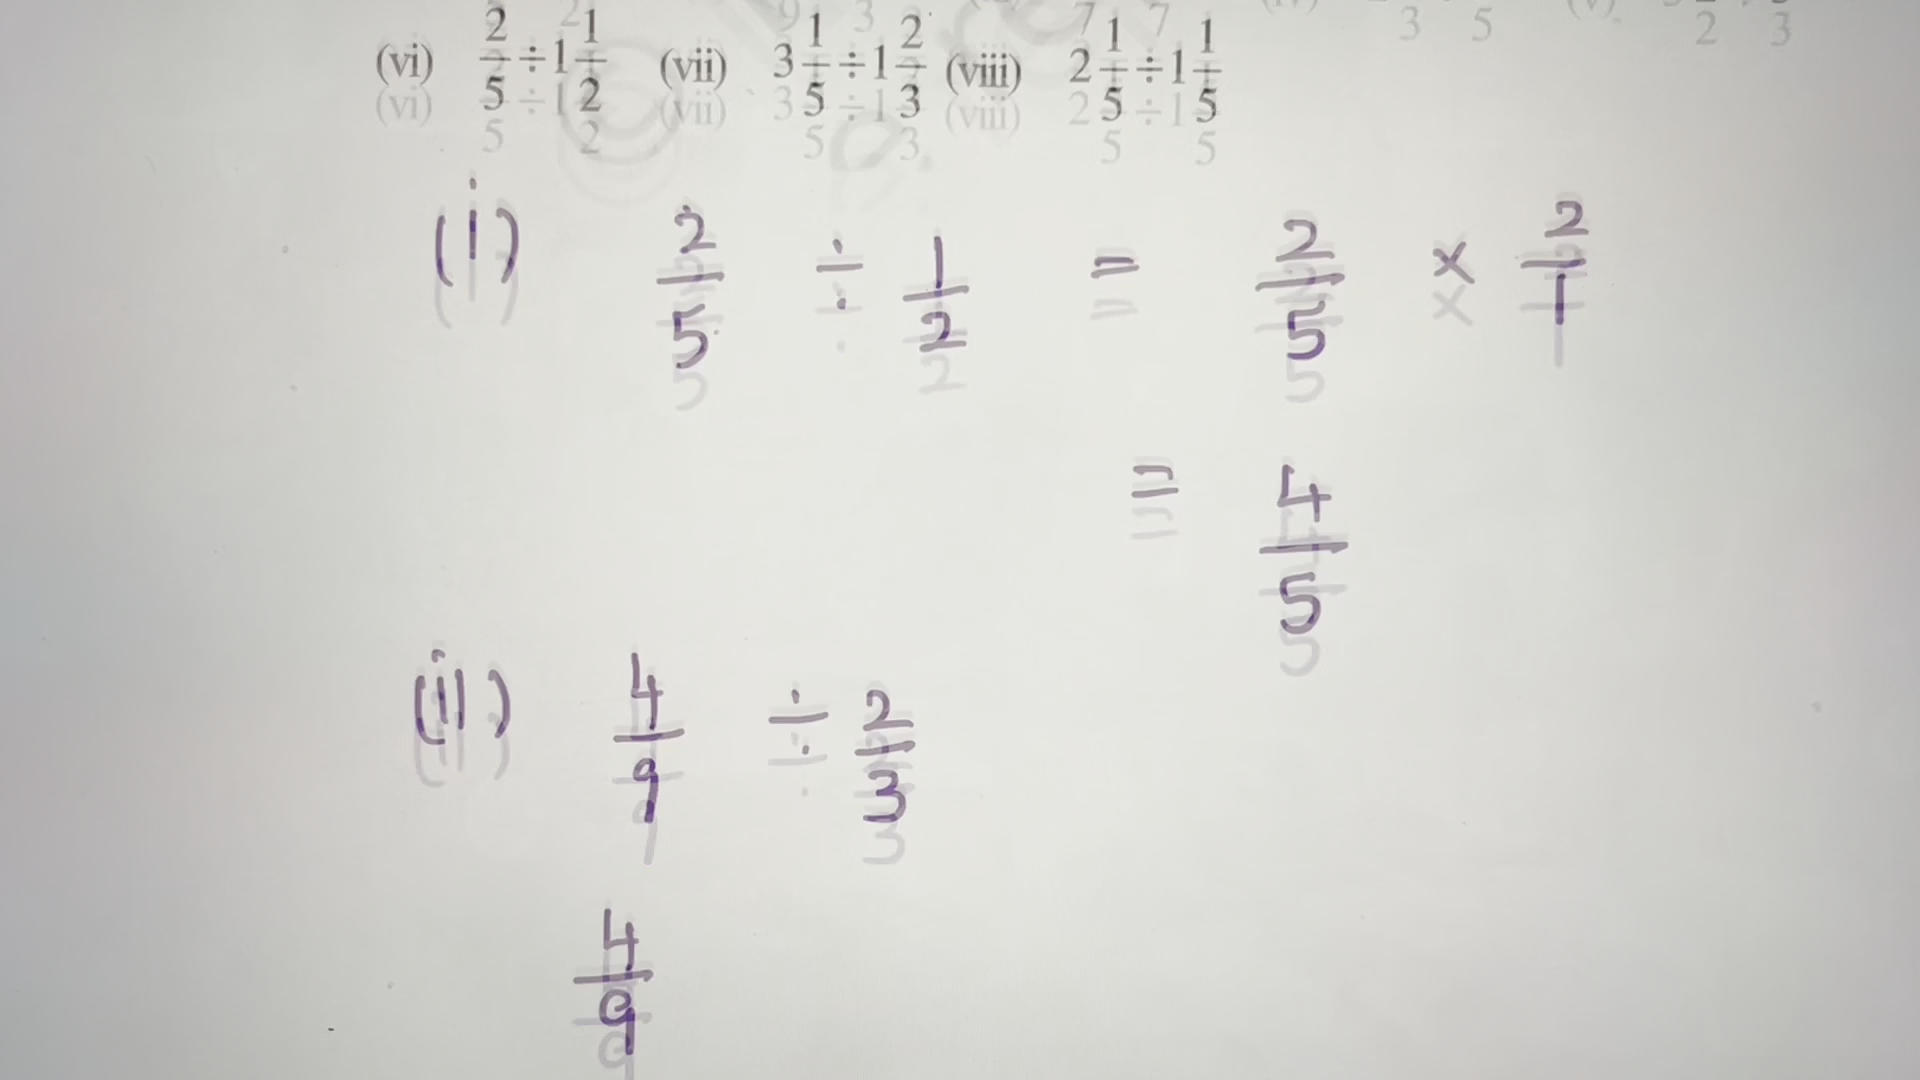 (vi) 2/5 ÷ 1 1/2 (vii) 3 1/5 ÷ 1 2/3 (viii) 2 1/5 ÷ 1 1/5
(i) 2/5 ÷ 1/2 = 2/5 × 2/1
= 4/5
(ii) 4/9 ÷ 2/3
4/9